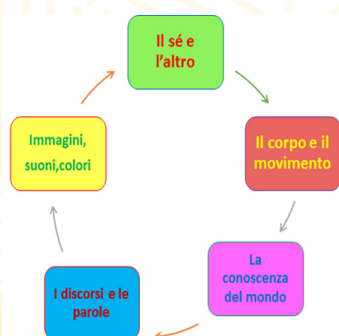 Il sé e
l'altro
Il corpo e il
movimento
La
conoscenza
del mondo
I discorsi e le
parole
Immagini,
suoni,colori